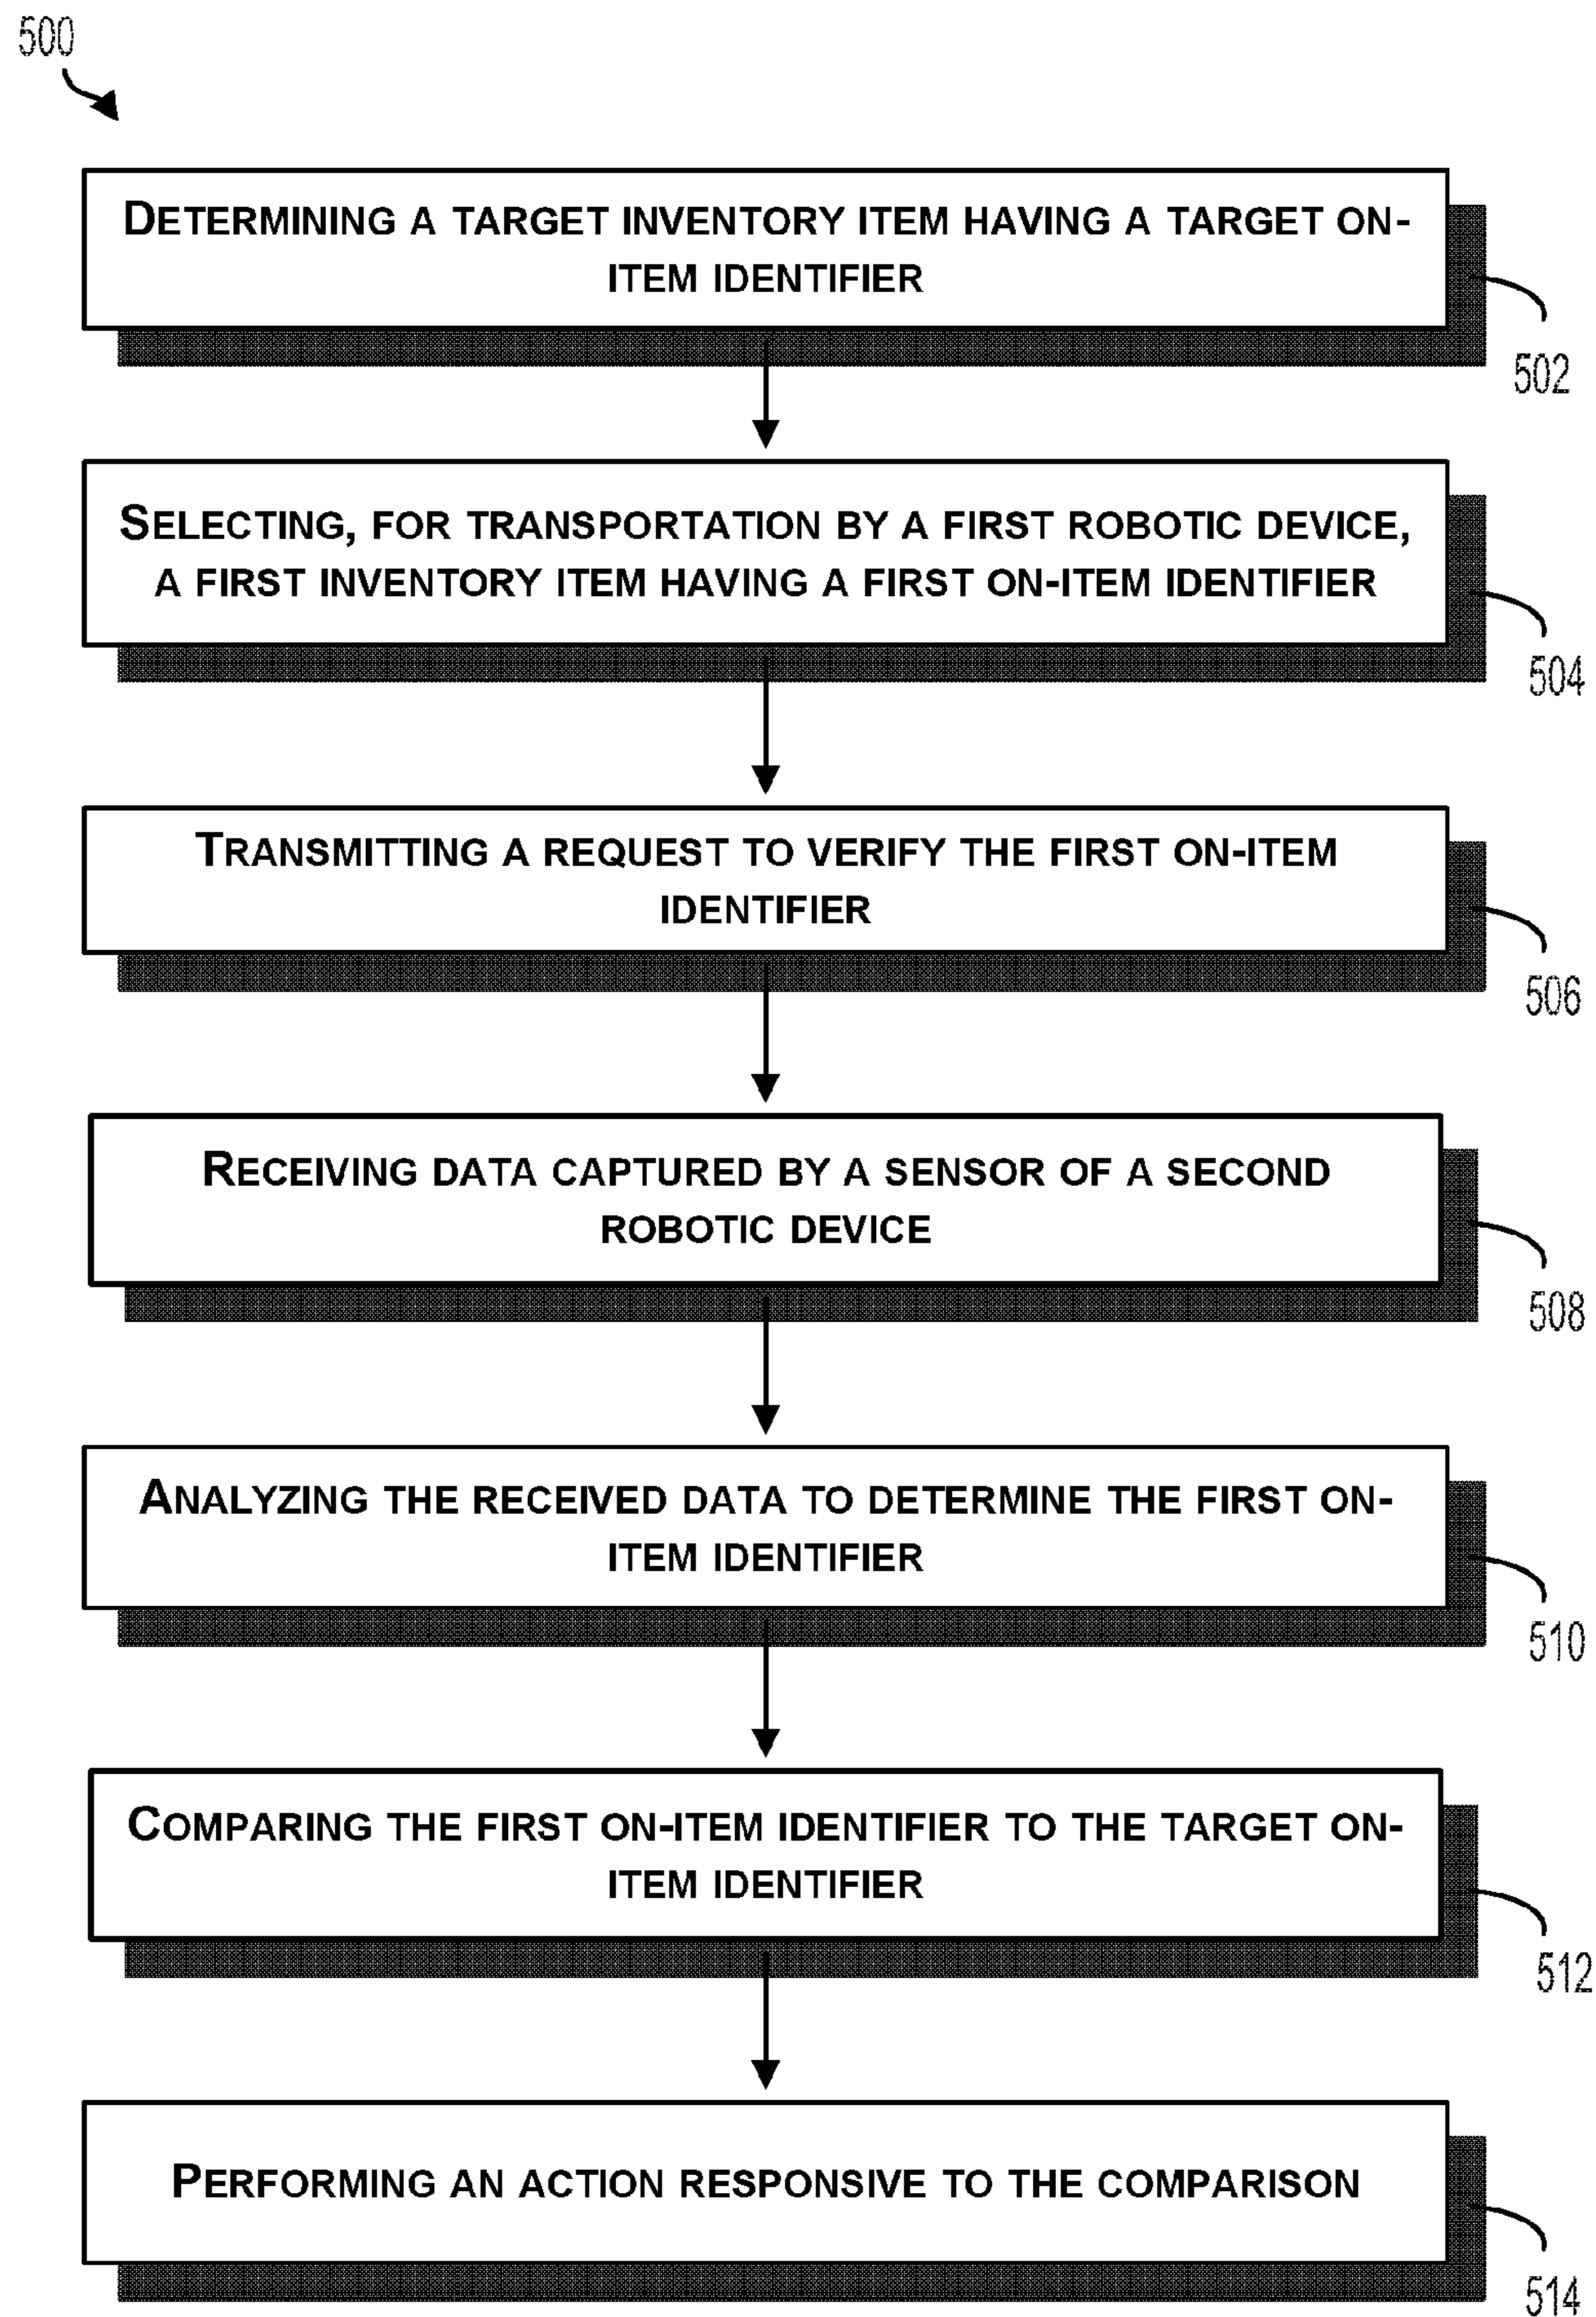 500
DETERMINING A TARGET INVENTORY ITEM HAVING A TARGET ON-
ITEM IDENTIFIER
502
SELECTING, FOR TRANSPORTATION BY A FIRST ROBOTIC DEVICE,
A FIRST INVENTORY ITEM HAVING A FIRST ON-ITEM IDENTIFIER
504
TRANSMITTING A REQUEST TO VERIFY THE FIRST ON-ITEM
IDENTIFIER
506
RECEIVING DATA CAPTURED BY A SENSOR OF A SECOND
ROBOTIC DEVICE
508
ANALYZING THE RECEIVED DATA TO DETERMINE THE FIRST ON-
ITEM IDENTIFIER
510
COMPARING THE FIRST ON-ITEM IDENTIFIER TO THE TARGET ON-
ITEM IDENTIFIER
512
PERFORMING AN ACTION RESPONSIVE TO THE COMPARISON
514